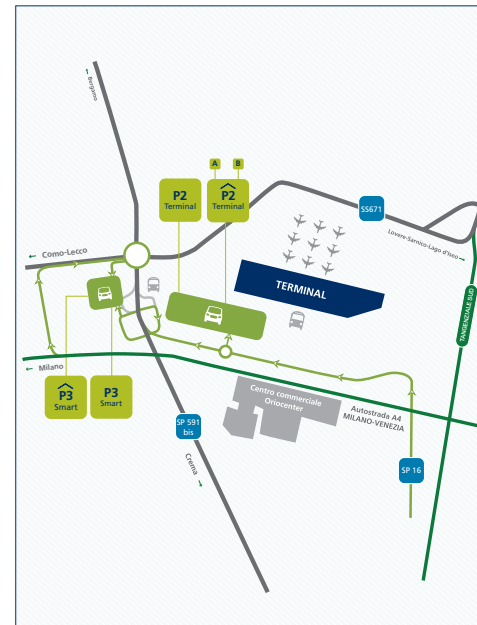 ← Bergamo
A
B
P2
Terminal
P2
Terminal
SS671
Lovere-Sarnico-Lago d'Iseo →
← Como-Lecco
TERMINAL
TANGENZIALE SUD
← Milano
P3
Smart
P3
Smart
Centro commerciale
Oriocenter
Autostrada A4
MILANO-VENEZIA
SP 591
bis
Crema →
SP 16